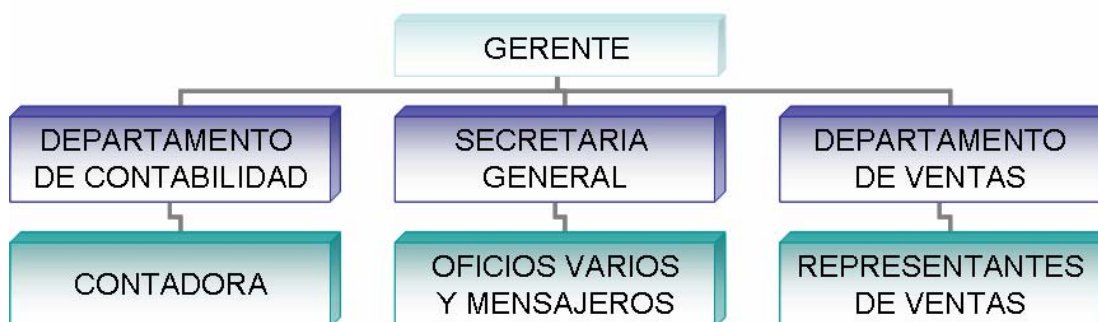 GERENTE
DEPARTAMENTO
DE CONTABILIDAD
SECRETARIA
GENERAL
DEPARTAMENTO
DE VENTAS
CONTADORA
OFICIOS VARIOS
Y MENSAJEROS
REPRESENTANTES
DE VENTAS